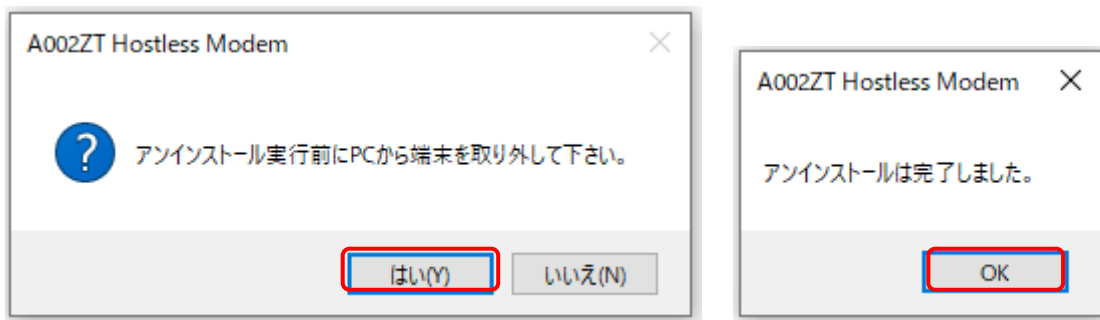 A002ZT Hostless Modem
アンインストール実行前にPCから端末を取り外して下さい。
はい(Y)
いいえ(N)
A002ZT Hostless Modem
アンインストールは完了しました。
OK